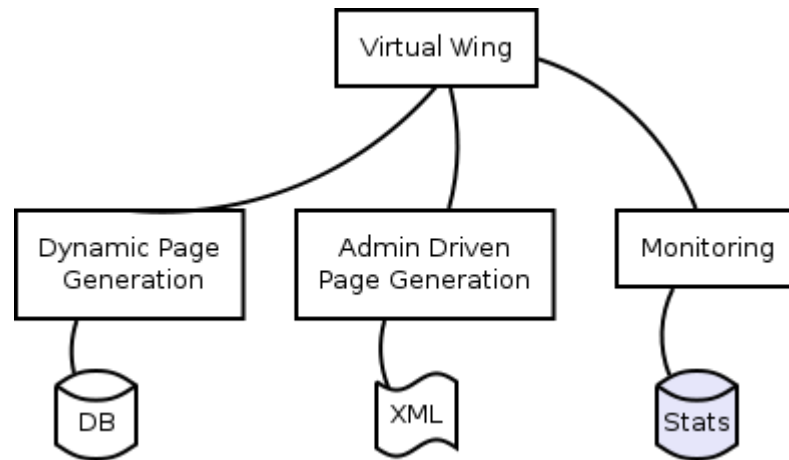 Virtual Wing
Dynamic Page
Generation
Admin Driven
Page Generation
Monitoring
DB
XML
Stats